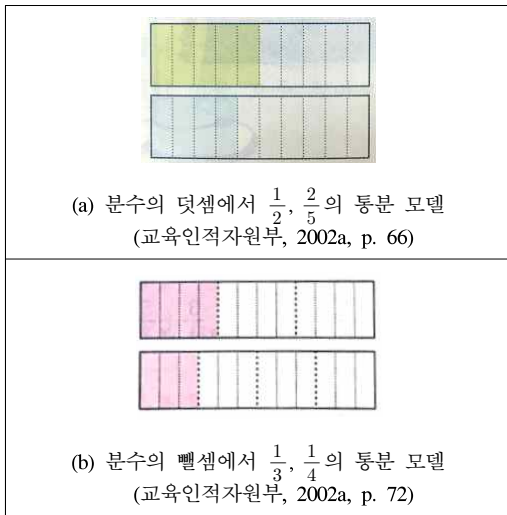 (a) 분수의 덧셈에서 1/2, 2/5의 통분 모델
(교육인적자원부, 2002a, p. 66)
(b) 분수의 뺄셈에서 1/3, 1/4의 통분 모델
(교육인적자원부, 2002a, p. 72)